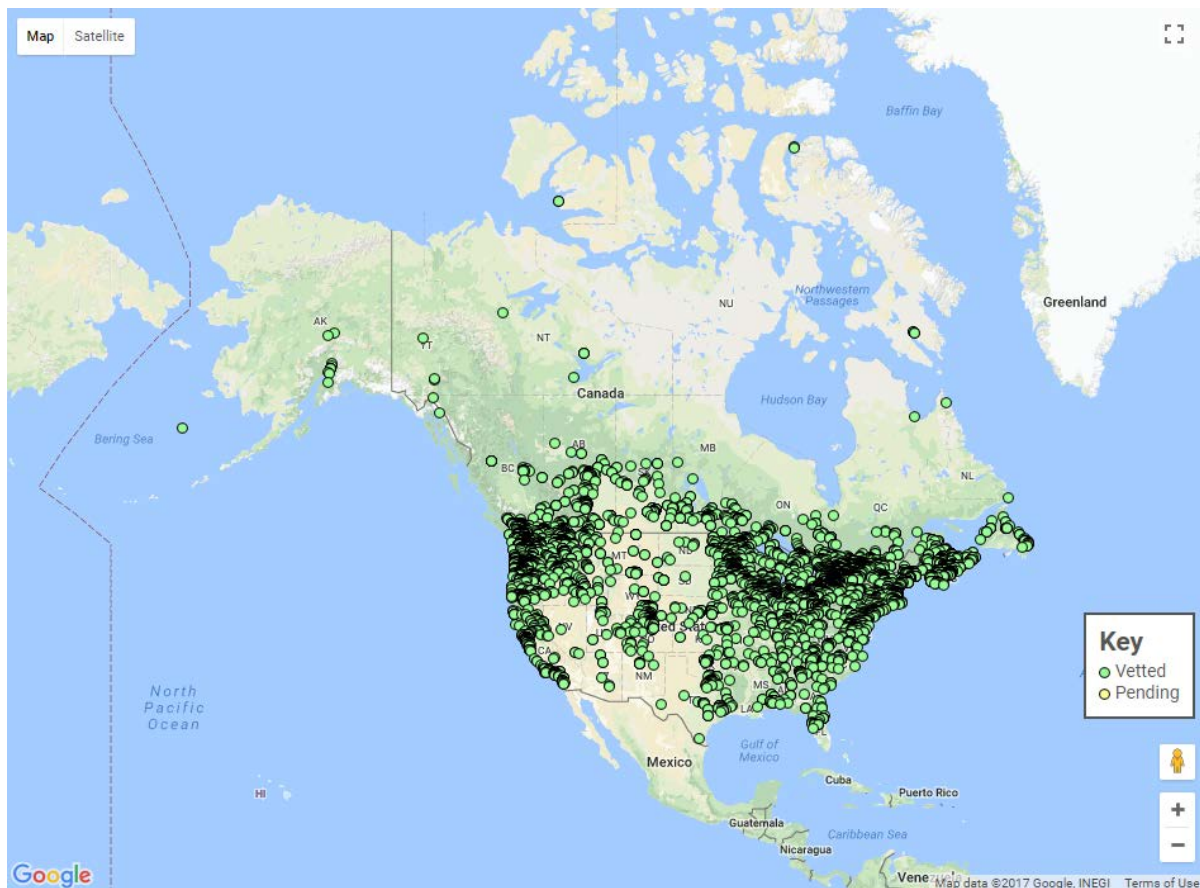 Map Satellite
Baffin Bay
Northwestern
Passages
Greenland
NU
AK
YT
NT
Canada
Hudson Bay
Bering Sea
AB
BC
MB
ON
QC
NL
MT
NV
CA
NM
MS
LA
Key
Vetted
Pending
North
Pacific
Ocean
Gulf of
Mexico
Mexico
HI
Cuba
Puerto Rico
Guatemala
Caribbean Sea
Nicaragua
Google
Map data ©2017 Google, INEGI Terms of Use